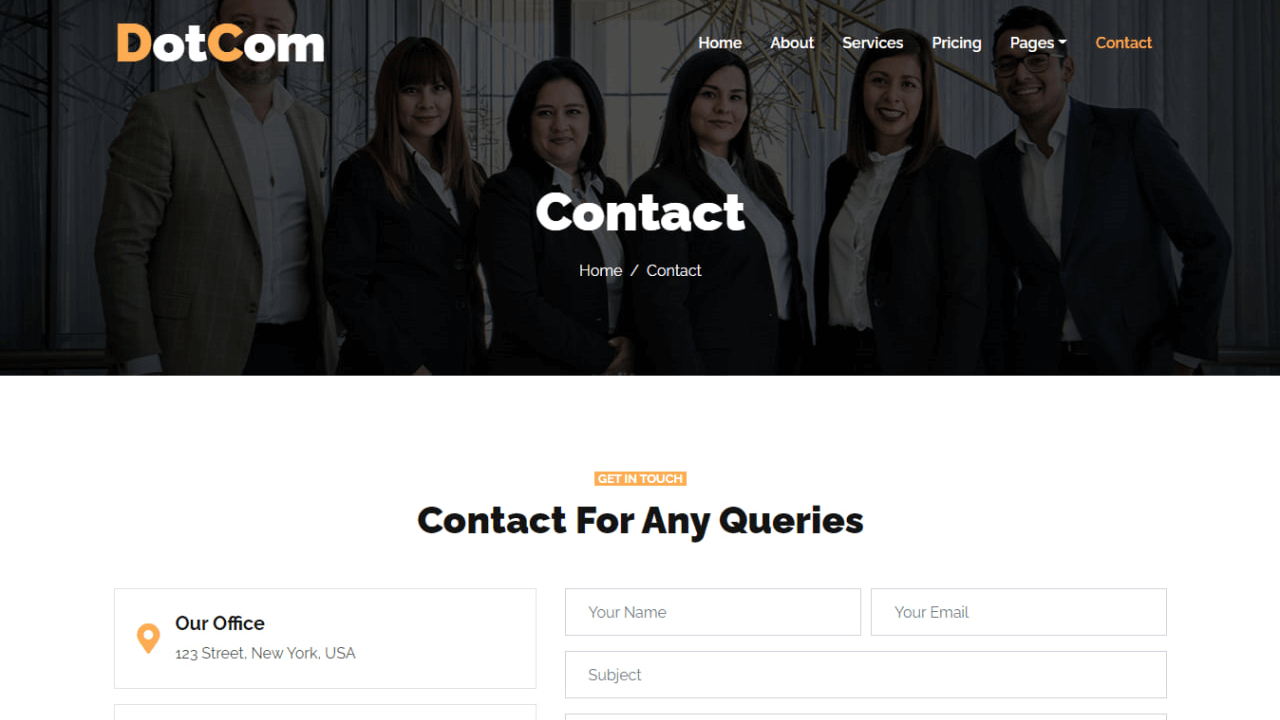 DotCom
Home About Services Pricing Pages Contact
Contact
Home / Contact
GET IN TOUCH
Contact For Any Queries
Our Office
123 Street, New York, USA
Your Name
Your Email
Subject